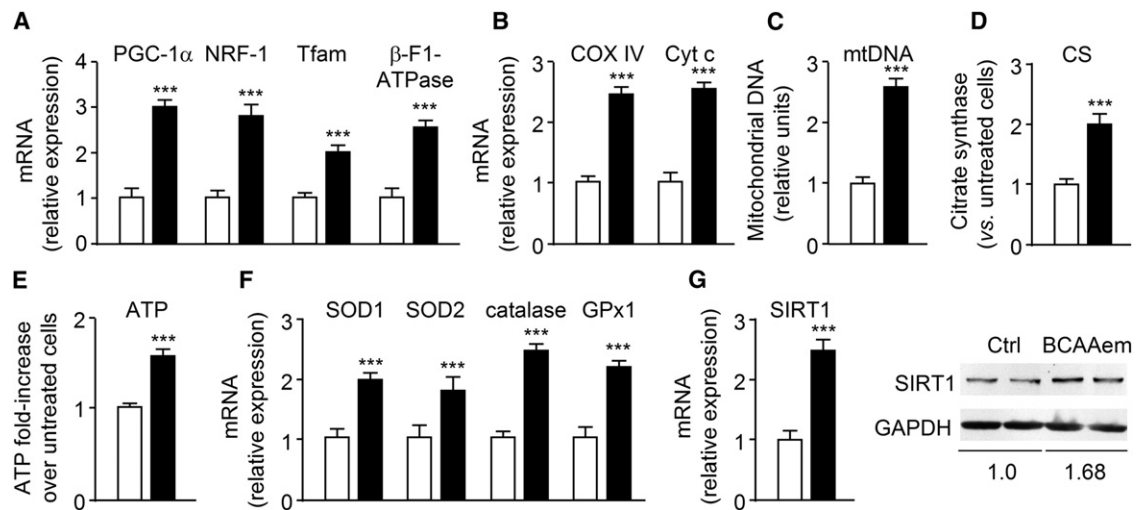 A
PGC-1α NRF-1 Tfam β-F1-
ATPase
mRNA
(relative expression)
4
3
2
1
0
*** *** *** ***
B
COX IV Cyt c
mRNA
(relative expression)
3
2
1
0
*** ***
C
mtDNA
Mitochondrial DNA
(relative units)
3
2
1
0
***
D
CS
Citrate synthase
(vs. untreated cells)
3
2
1
0
***
E
ATP
ATP fold-increase
over untreated cells
2
1
0
***
F
SOD1 SOD2 catalase GPx1
mRNA
(relative expression)
3
2
1
0
*** *** *** ***
G
SIRT1
mRNA
(relative expression)
3
2
1
0
***
Ctrl BCAAem
SIRT1
GAPDH
1.0 1.68